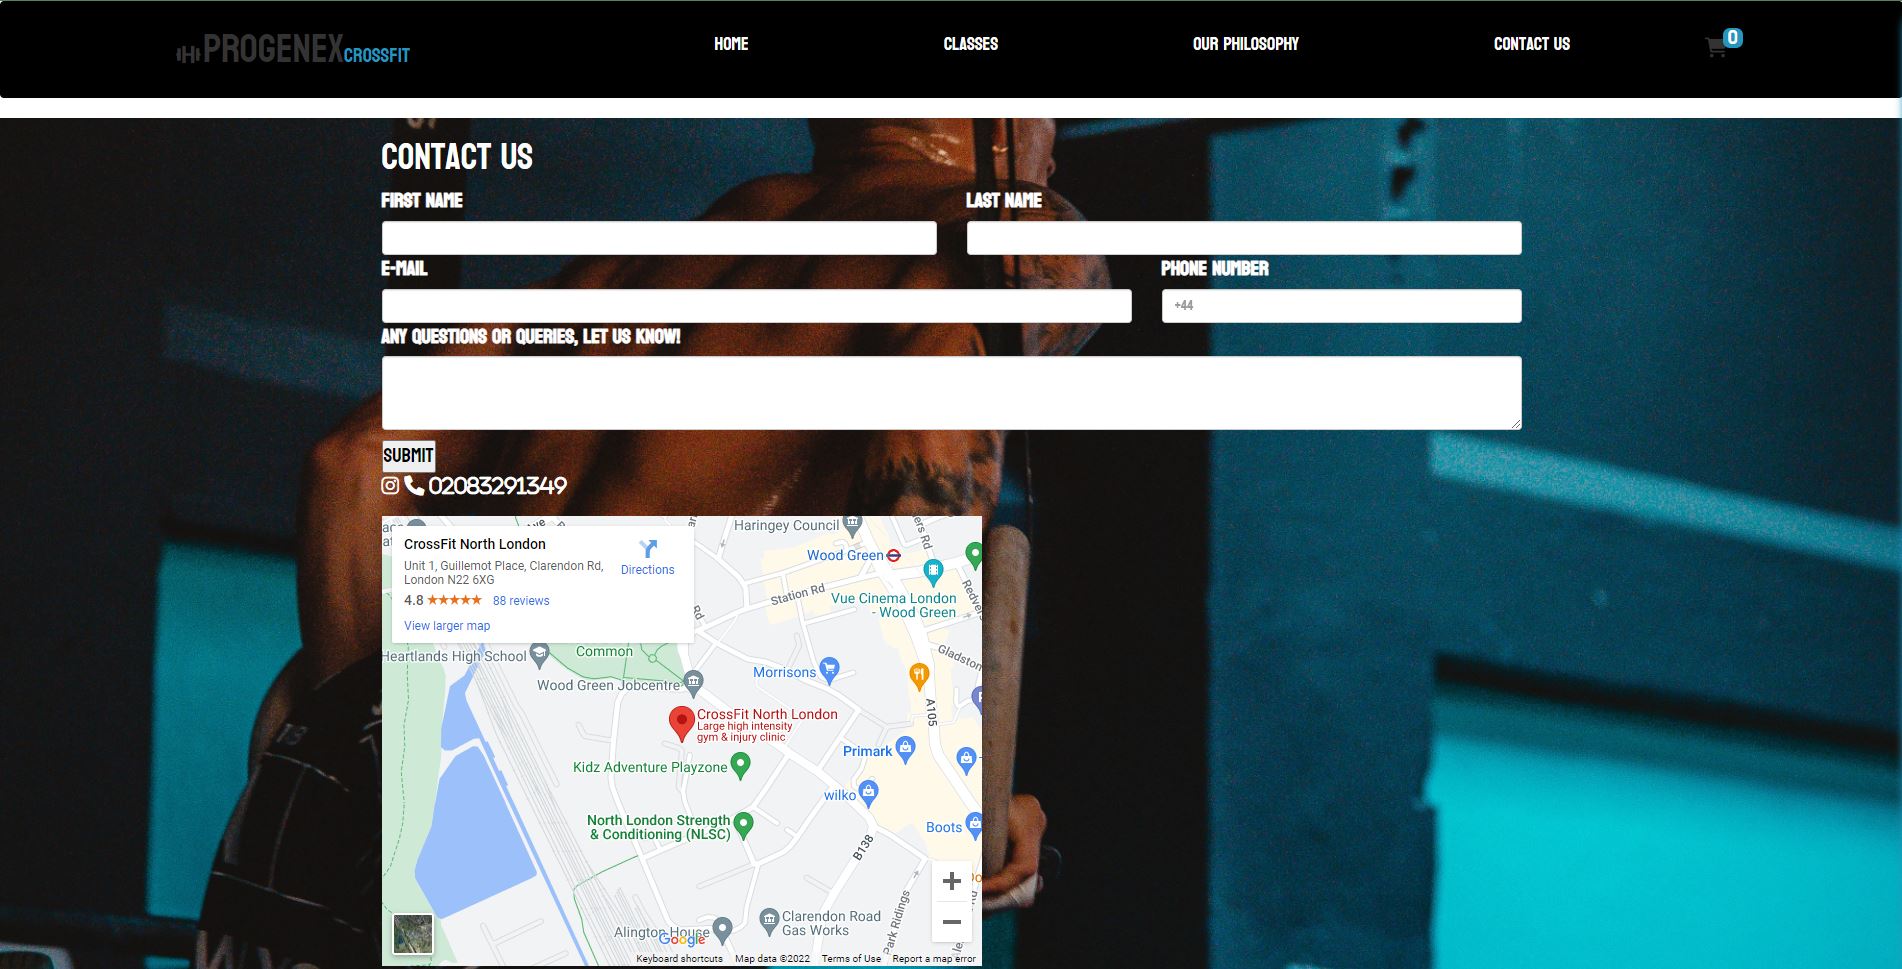 PROGENEX CROSSFIT
HOME
CLASSES
OUR PHILOSOPHY
CONTACT US
0
CONTACT US
FIRST NAME
LAST NAME
E-MAIL
PHONE NUMBER
+44
ANY QUESTIONS OR QUERIES, LET US KNOW!
SUBMIT
02083291349
CrossFit North London
Unit 1, Guillemot Place, Clarendon Rd,
London N22 6XG
Directions
4.8
88 reviews
View larger map
Ave
Haringey Council
Wood Green
Station Rd
Rd
Vue Cinema London
- Wood Green
Heartlands High School
Common
Wood Green Jobcentre
Morrisons
CrossFit North London
Large high intensity
gym & injury clinic
A105
Primark
Kidz Adventure Playzone
wilko
North London Strength
& Conditioning (NLSC)
Boots
B138
Clarendon Road
Gas Works
Park Ridings
Alington House
Google
Keyboard shortcuts
Map data ©2022
Terms of Use
Report a map error